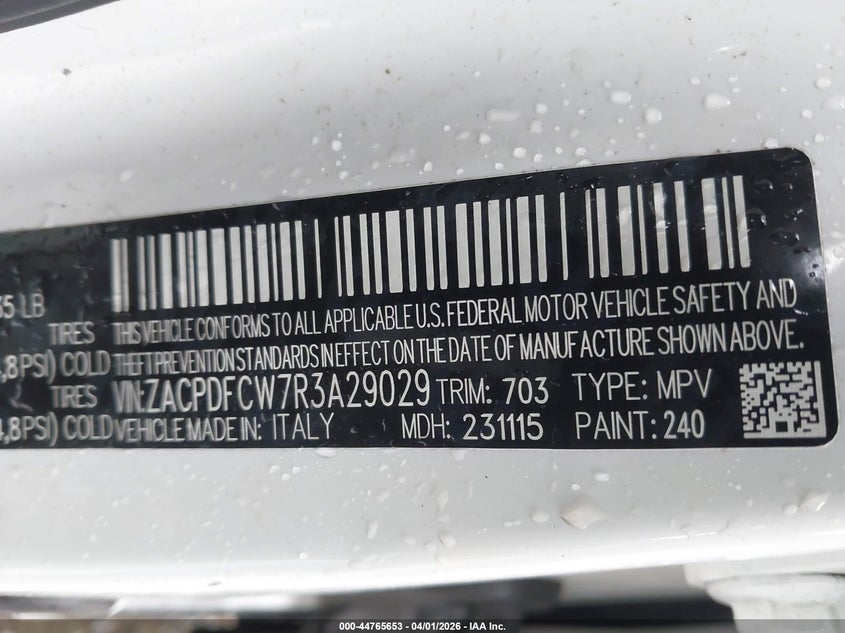 35 LB
TIRES THIS VEHICLE CONFORMS TO ALL APPLICABLE U.S. FEDERAL MOTOR VEHICLE SAFETY AND
4,8PSI) COLD THEFT PREVENTION STANDARDS IN EFFECT ON THE DATE OF MANUFACTURE SHOWN ABOVE.
TIRES VIN:ZACPDFCW7R3A29029 TRIM: 703 TYPE: MPV
4,8PSI) COLD VEHICLE MADE IN: ITALY MDH: 231115 PAINT: 240
000-44765653 - 04/01/2026 - IAA Inc.